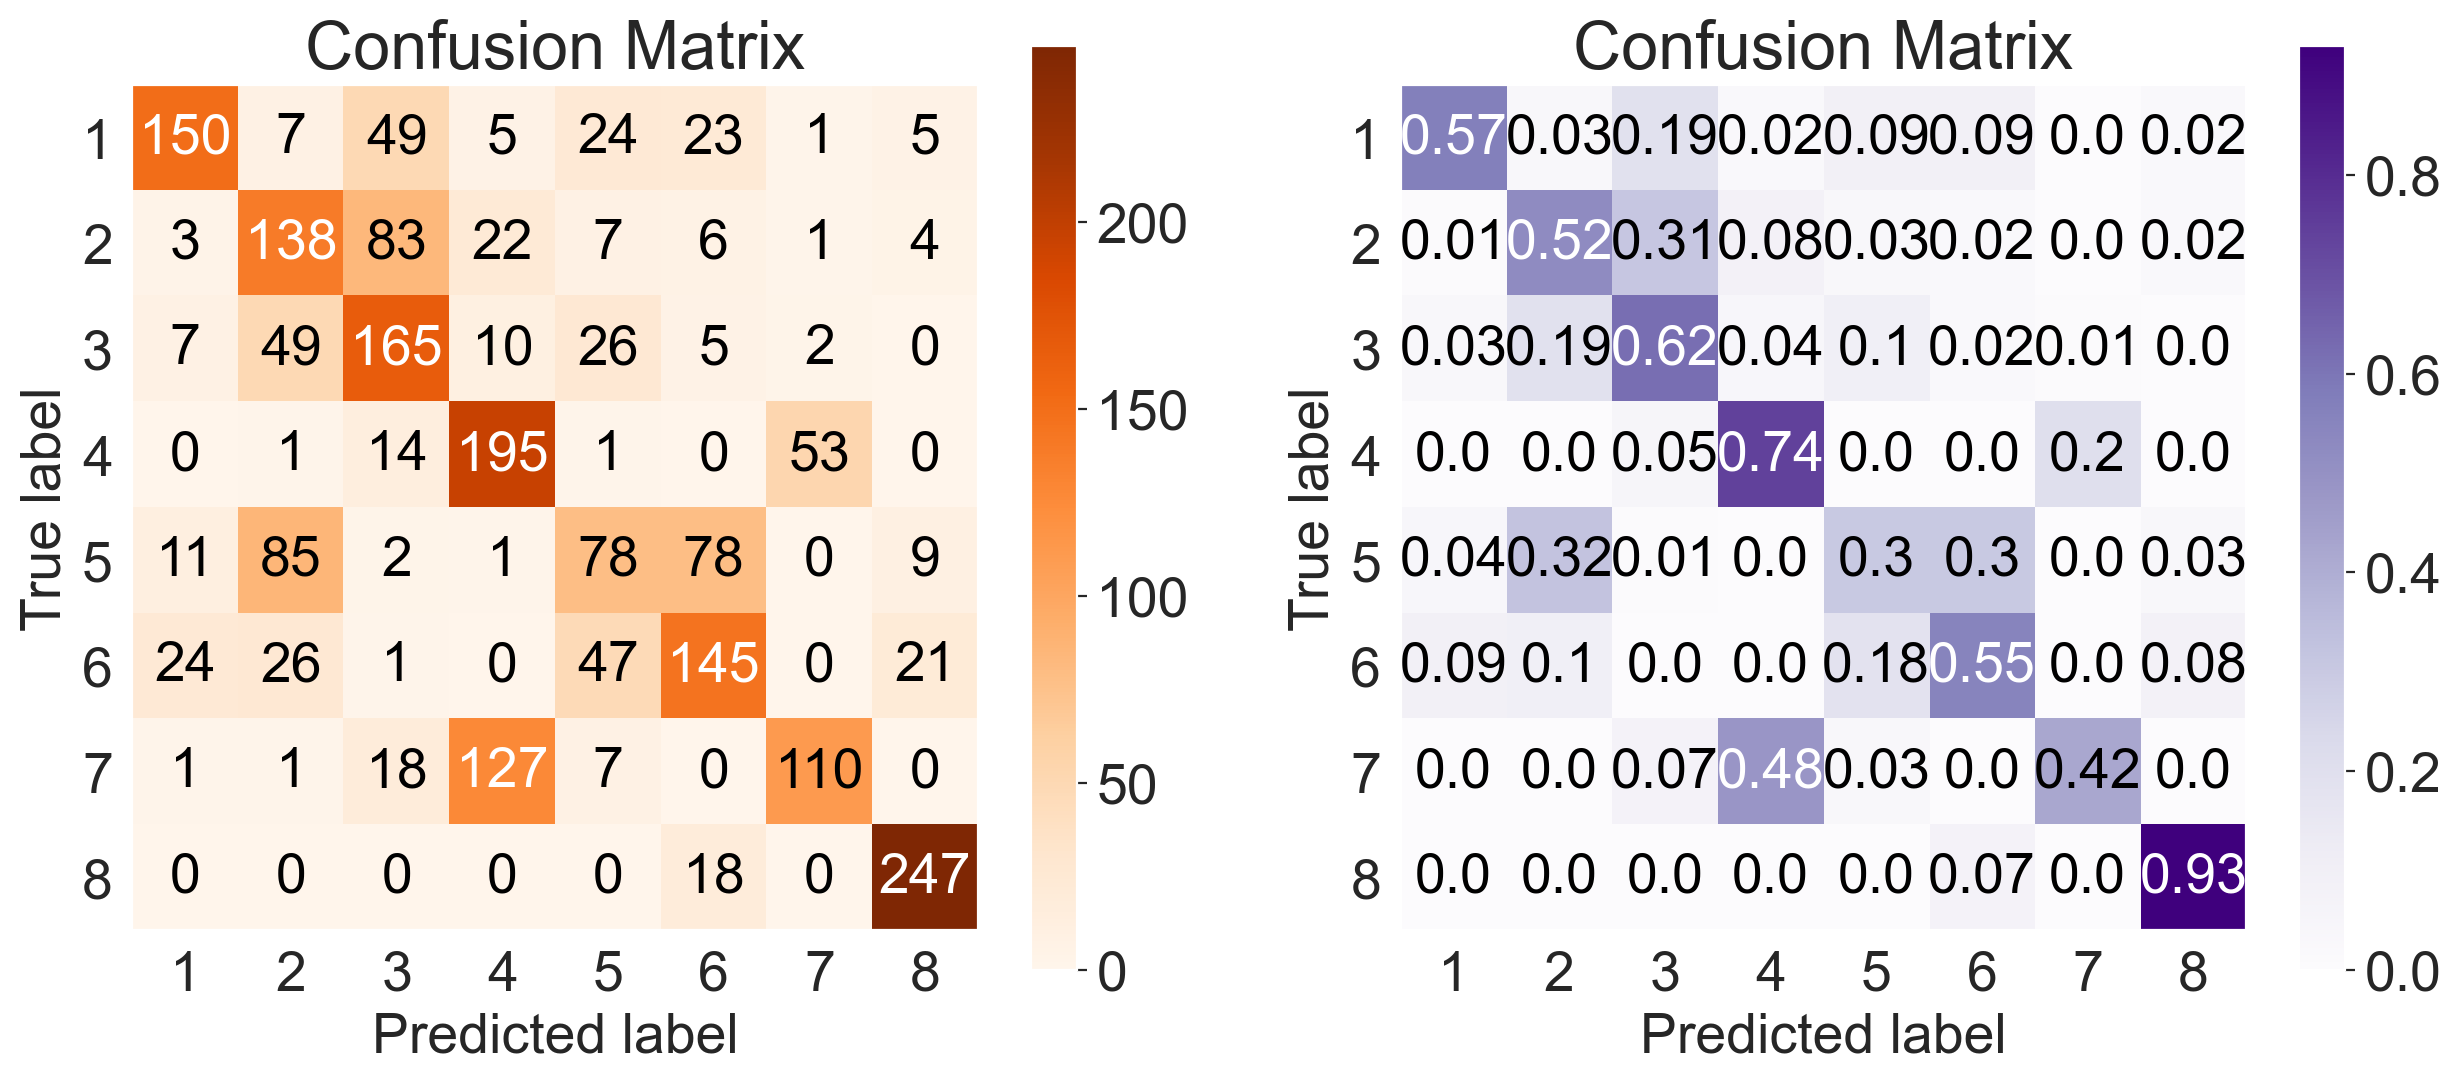 Confusion Matrix
True label
1 150 7 49 5 24 23 1 5
2 3 138 83 22 7 6 1 4
3 7 49 165 10 26 5 2 0
4 0 1 14 195 1 0 53 0
5 11 85 2 1 78 78 0 9
6 24 26 1 0 47 145 0 21
7 1 1 18 127 7 0 110 0
8 0 0 0 0 0 18 0 247
1 2 3 4 5 6 7 8
Predicted label
200
150
100
50
0
Confusion Matrix
True label
1 0.57 0.03 0.19 0.02 0.09 0.09 0.0 0.02
2 0.01 0.52 0.31 0.08 0.03 0.02 0.0 0.02
3 0.03 0.19 0.62 0.04 0.1 0.02 0.01 0.0
4 0.0 0.0 0.05 0.74 0.0 0.0 0.2 0.0
5 0.04 0.32 0.01 0.0 0.3 0.3 0.0 0.03
6 0.09 0.1 0.0 0.0 0.18 0.55 0.0 0.08
7 0.0 0.0 0.07 0.48 0.03 0.0 0.42 0.0
8 0.0 0.0 0.0 0.0 0.0 0.07 0.0 0.93
1 2 3 4 5 6 7 8
Predicted label
0.8
0.6
0.4
0.2
0.0